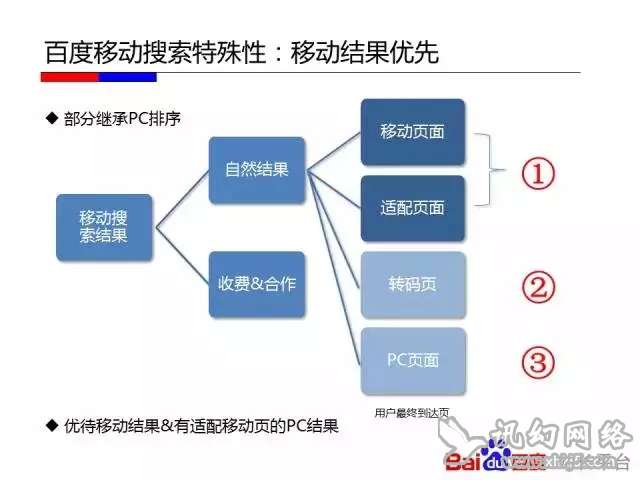 百度移动搜索特殊性：移动结果优先
◆ 部分继承PC排序
移动搜
索结果
自然结果
收费&合作
移动页面
适配页面
转码页
PC页面
①
②
③
用户最终到达页
◆ 优待移动结果&有适配移动页的PC结果
讯幻网络
Bai du 百度
平台